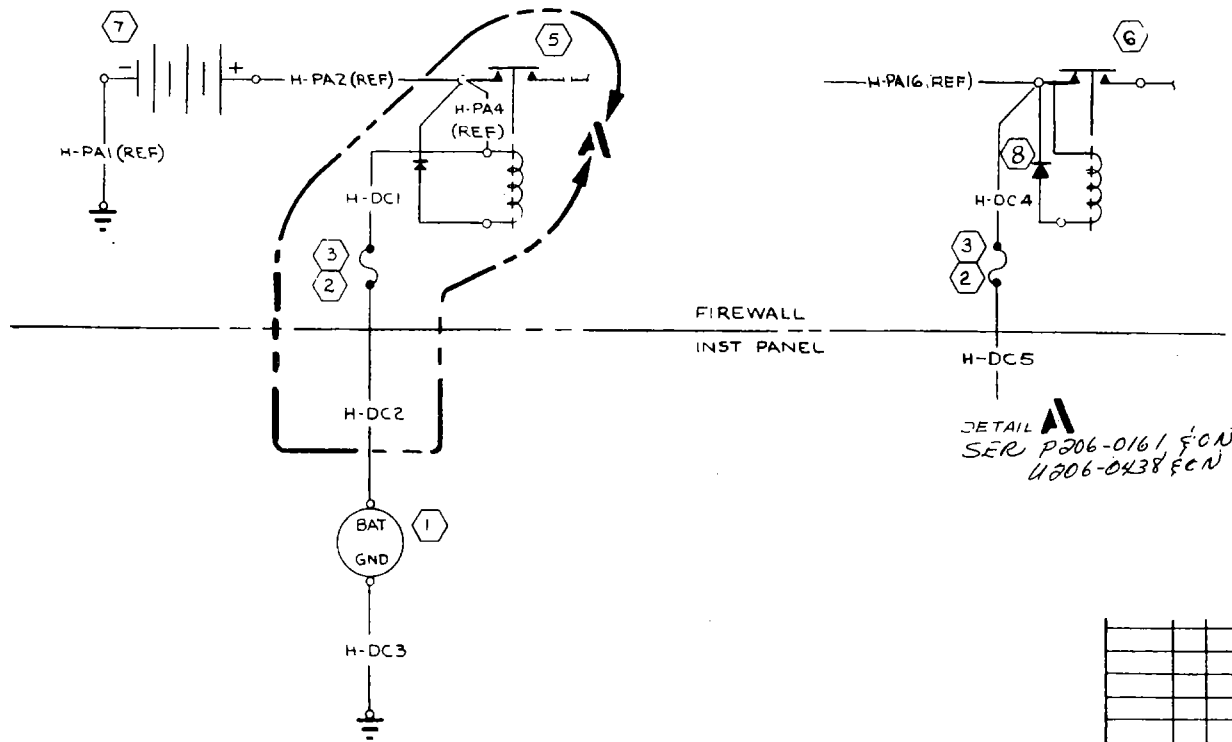 7
5
6
−
+
H-PA2(REF)
H-PA16(REF)
H-PA4
(REF)
A
H-PA1(REF)
8
H-DC1
H-DC4
3
2
3
2
FIREWALL
INST PANEL
H-DC5
H-DC2
DETAIL A
SER P206-0161 & ON
U206-0438 & ON
BAT
GND
1
H-DC3